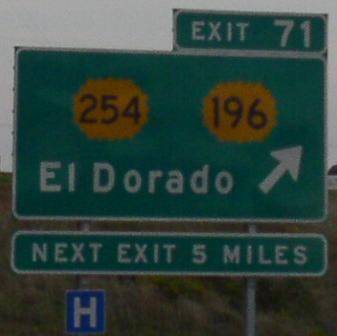 EXIT 71
254 196
El Dorado
NEXT EXIT 5 MILES
H